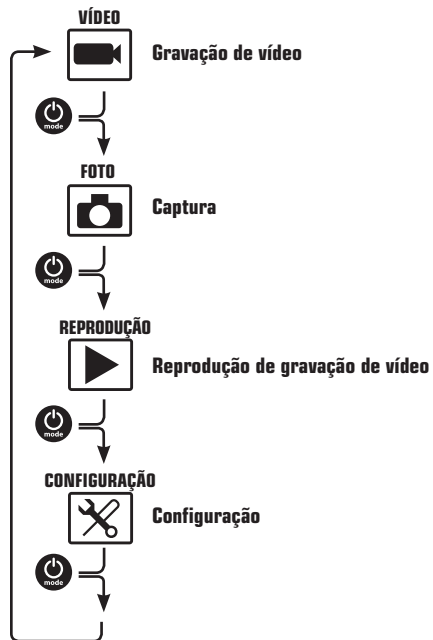 VÍDEO
Gravação de vídeo
mode
FOTO
Captura
mode
REPRODUÇÃO
Reprodução de gravação de vídeo
mode
CONFIGURAÇÃO
Configuração
mode